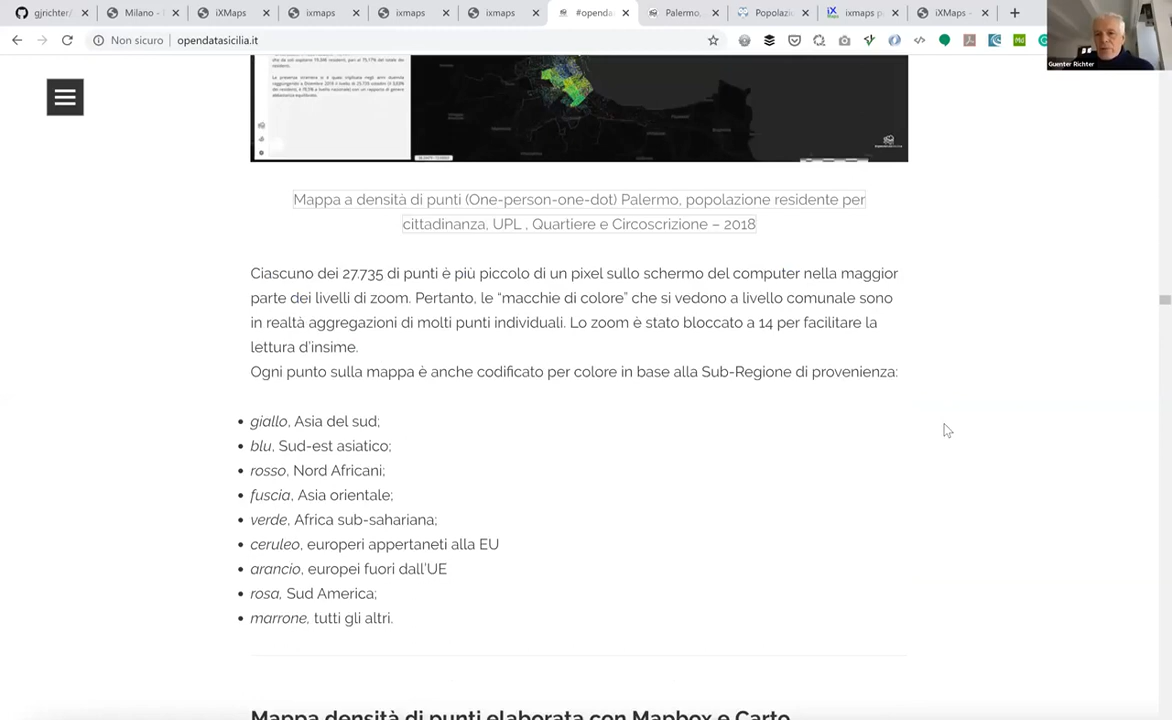 gjrichter/
Milano -
iXMaps
ixmaps
ixmaps
ixmaps
#openda
Palermo,
Popolazio
ixmaps p
iXMaps -
Non sicuro
opendatasicilia.it
Guenter Richter
Mappa a densità di punti (One-person-one-dot) Palermo, popolazione residente per
cittadinanza, UPL , Quartiere e Circoscrizione – 2018
Ciascuno dei 27.735 di punti è più piccolo di un pixel sullo schermo del computer nella maggior
parte dei livelli di zoom. Pertanto, le “macchie di colore” che si vedono a livello comunale sono
in realtà aggregazioni di molti punti individuali. Lo zoom è stato bloccato a 14 per facilitare la
lettura d’insime.
Ogni punto sulla mappa è anche codificato per colore in base alla Sub-Regione di provenienza:
• giallo, Asia del sud;
• blu, Sud-est asiatico;
• rosso, Nord Africani;
• fuscia, Asia orientale;
• verde, Africa sub-sahariana;
• ceruleo, europeri appertaneti alla EU
• arancio, europei fuori dall’UE
• rosa, Sud America;
• marrone, tutti gli altri.
Mappa densità di punti elaborata con Mapbox e Carto